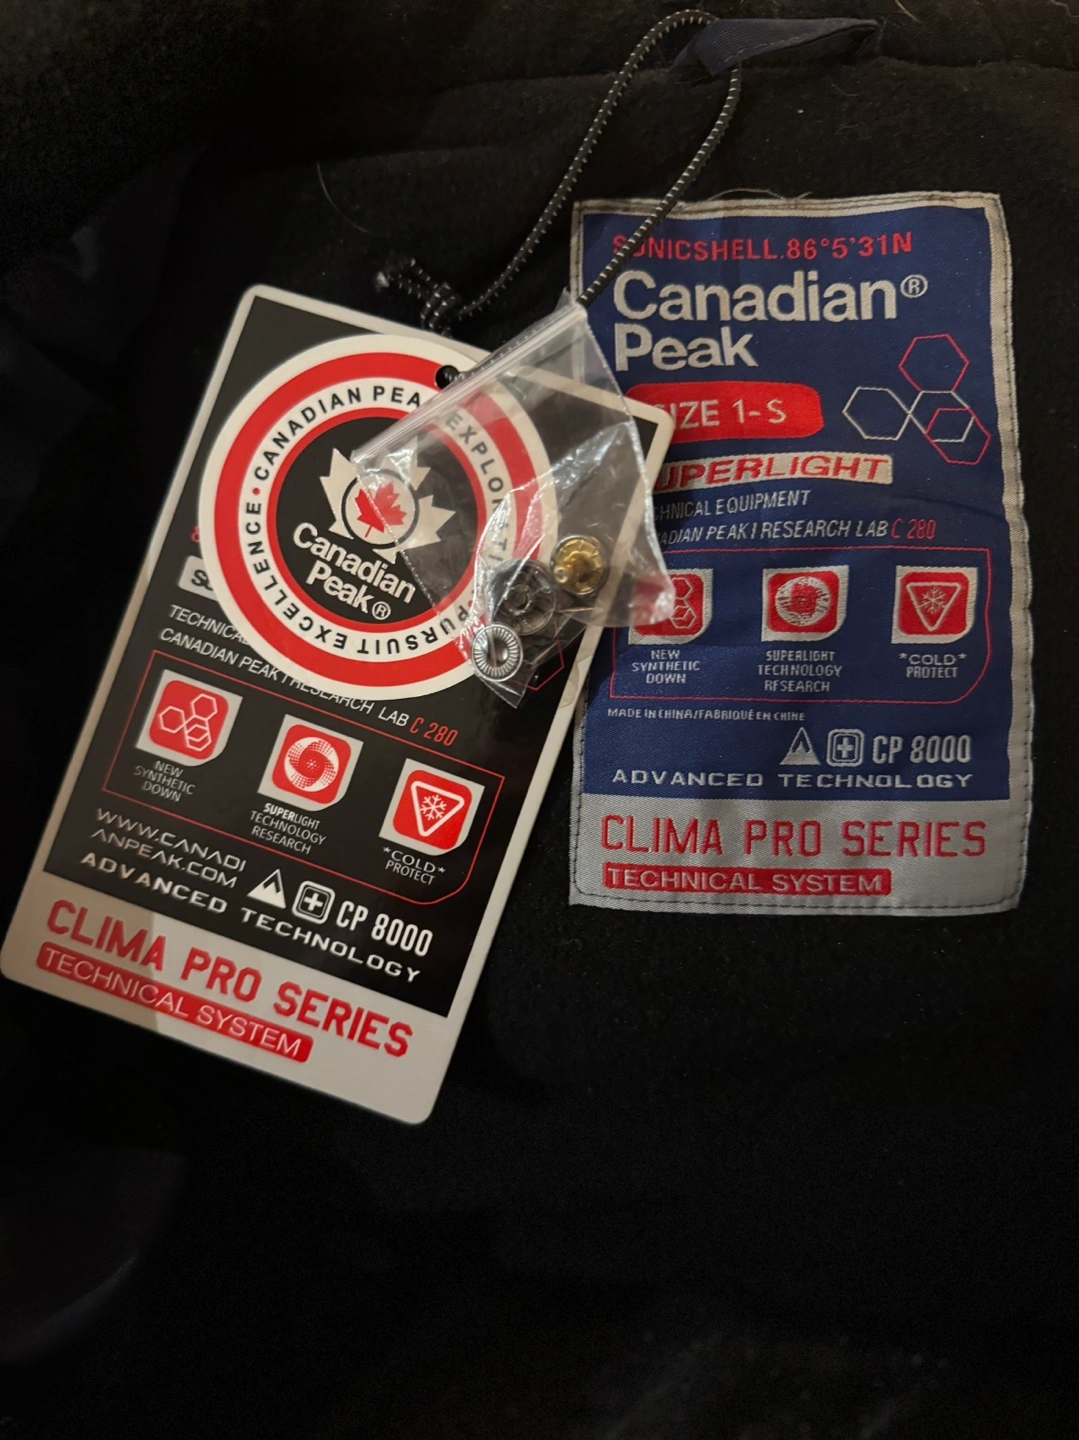 CANADIAN PEAK EXPLORATI
PURSUIT EXCELLENCE •
Canadian
Peak®
TECHNICAL
CANADIAN PEAK I RESEARCH LAB C 280
NEW
SYNTHETIC
DOWN
SUPERLIGHT
TECHNOLOGY
RESEARCH
*COLD*
PROTECT
WWW.CANADI
ANPEAK.COM
CP 8000
ADVANCED TECHNOLOGY
CLIMA PRO SERIES
TECHNICAL SYSTEM
SONICSHELL.86°5'31N
Canadian®
Peak
SIZE 1-S
SUPERLIGHT
HNICAL EQUIPMENT
ADIAN PEAK I RESEARCH LAB C 280
NEW
SYNTHETIC
DOWN
SUPERLIGHT
TECHNOLOGY
RESEARCH
*COLD*
PROTECT
MADE IN CHINA/FABRIQUÉ EN CHINE
CP 8000
ADVANCED TECHNOLOGY
CLIMA PRO SERIES
TECHNICAL SYSTEM